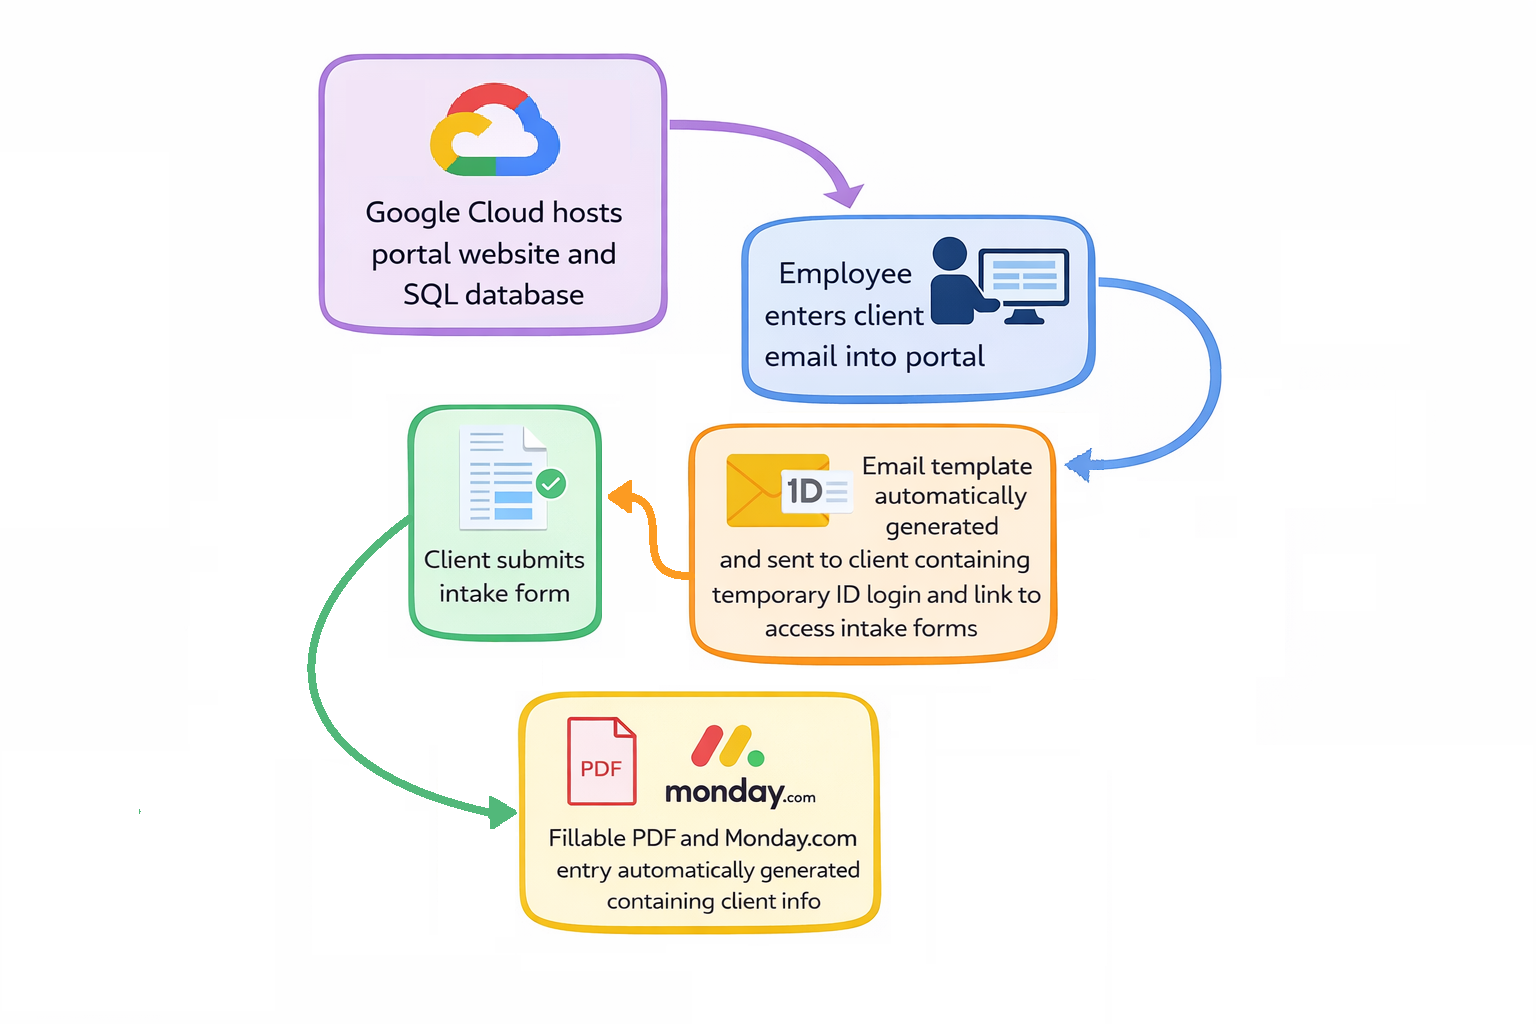 Google Cloud hosts
portal website and
SQL database
Employee
enters client
email into portal
1D
Email template
automatically
generated
and sent to client containing
temporary ID login and link to
access intake forms
Client submits
intake form
PDF
monday.com
Fillable PDF and Monday.com
entry automatically generated
containing client info